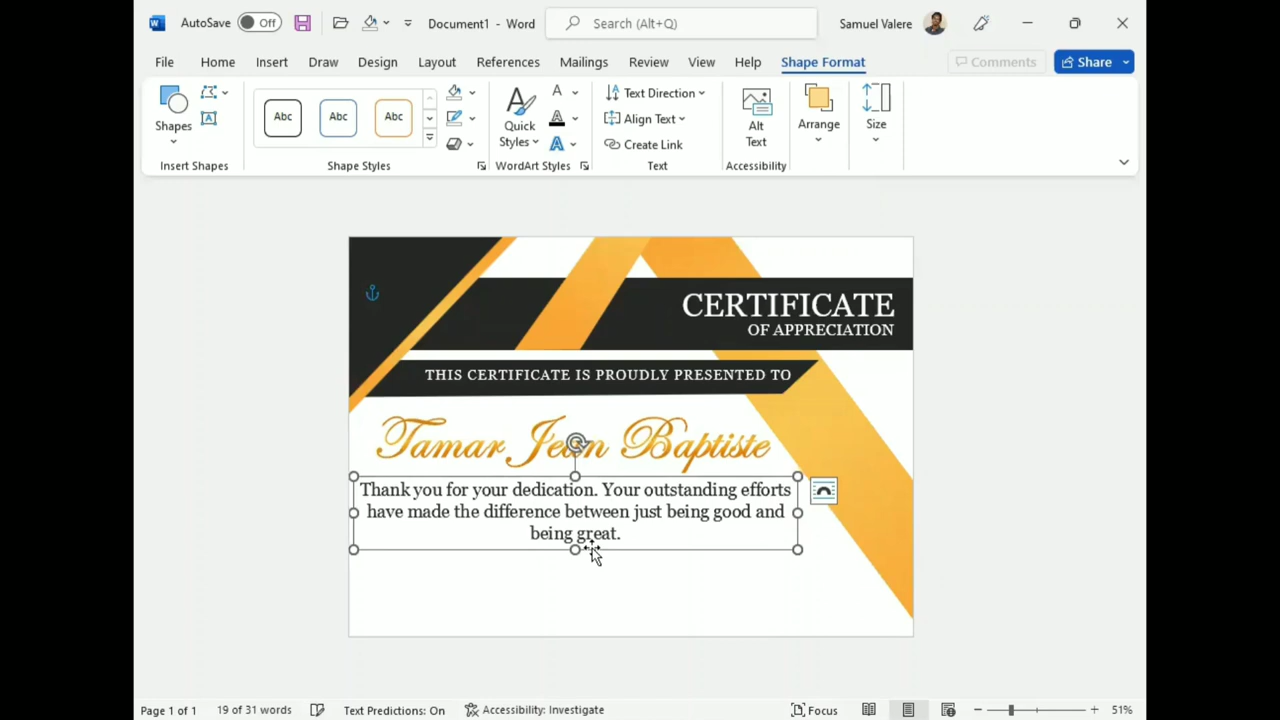 AutoSave Off Document1 - Word Search (Alt+Q) Samuel Valere
File Home Insert Draw Design Layout References Mailings Review View Help Shape Format Comments Share
Shapes
Insert Shapes
Abc Abc Abc
Shape Styles
Quick Styles
A A A
WordArt Styles
Text Direction
Align Text
Create Link
Text
Alt Text
Accessibility
Arrange
Size
CERTIFICATE
OF APPRECIATION
THIS CERTIFICATE IS PROUDLY PRESENTED TO
Tamar Jean Baptiste
Thank you for your dedication. Your outstanding efforts
have made the difference between just being good and
being great.
Page 1 of 1 19 of 31 words Text Predictions: On Accessibility: Investigate Focus 51%